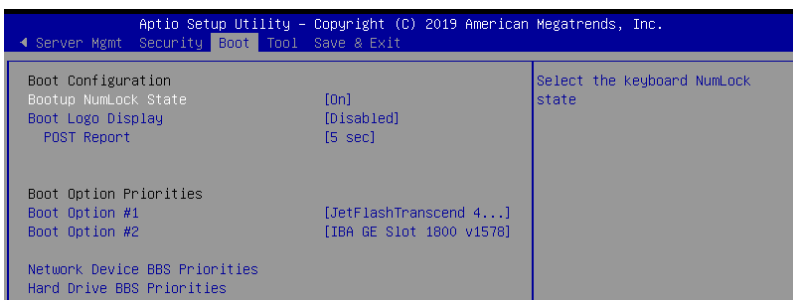 Aptio Setup Utility – Copyright (C) 2019 American Megatrends, Inc.
◀ Server Mgmt Security Boot Tool Save & Exit
Boot Configuration
Bootup NumLock State [On]
Boot Logo Display [Disabled]
POST Report [5 sec]
Boot Option Priorities
Boot Option #1 [JetFlashTranscend 4...]
Boot Option #2 [IBA GE Slot 1800 v1578]
Network Device BBS Priorities
Hard Drive BBS Priorities
Select the keyboard NumLock
state